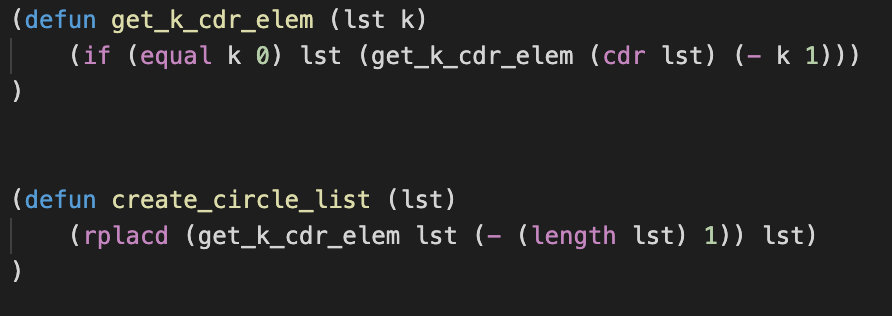 (defun get_k_cdr_elem (lst k)
    (if (equal k 0) lst (get_k_cdr_elem (cdr lst) (- k 1)))
)
(defun create_circle_list (lst)
    (rplacd (get_k_cdr_elem lst (- (length lst) 1)) lst)
)